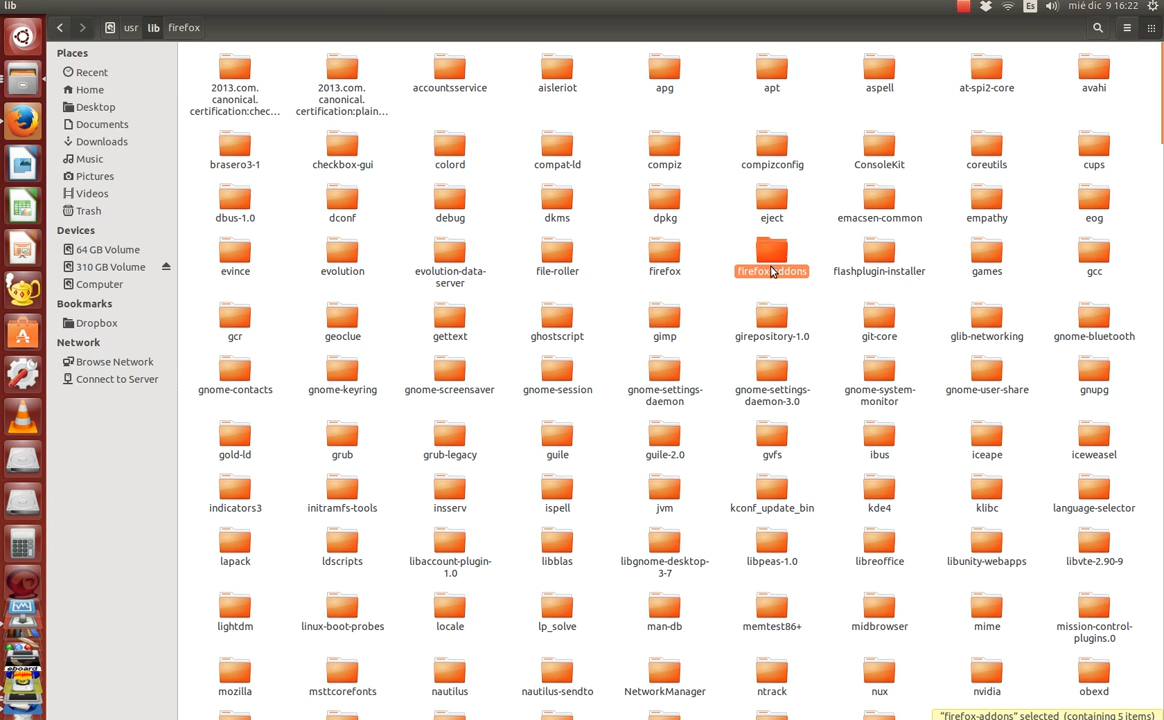 lib
Es
mié dic 9 16:22
usr
lib
firefox
Places
Recent
Home
Desktop
Documents
Downloads
Music
Pictures
Videos
Trash
Devices
64 GB Volume
310 GB Volume
Computer
Bookmarks
Dropbox
Network
Browse Network
Connect to Server
2013.com.
canonical.
certification:chec...
2013.com.
canonical.
certification:plain...
accountsservice
aisleriot
apg
apt
aspell
at-spi2-core
avahi
brasero3-1
checkbox-gui
colord
compat-ld
compiz
compizconfig
ConsoleKit
coreutils
cups
dbus-1.0
dconf
debug
dkms
dpkg
eject
emacsen-common
empathy
eog
evince
evolution
evolution-data-
server
file-roller
firefox
firefox-addons
flashplugin-installer
games
gcc
gcr
geoclue
gettext
ghostscript
gimp
girepository-1.0
git-core
glib-networking
gnome-bluetooth
gnome-contacts
gnome-keyring
gnome-screensaver
gnome-session
gnome-settings-
daemon
gnome-settings-
daemon-3.0
gnome-system-
monitor
gnome-user-share
gnupg
gold-ld
grub
grub-legacy
guile
guile-2.0
gvfs
ibus
iceape
iceweasel
indicators3
initramfs-tools
insserv
ispell
jvm
kconf_update_bin
kde4
klibc
language-selector
lapack
ldscripts
libaccount-plugin-
1.0
libblas
libgnome-desktop-
3-7
libpeas-1.0
libreoffice
libunity-webapps
libvte-2.90-9
lightdm
linux-boot-probes
locale
lp_solve
man-db
memtest86+
midbrowser
mime
mission-control-
plugins.0
mozilla
msttcorefonts
nautilus
nautilus-sendto
NetworkManager
ntrack
nux
nvidia
obexd
"firefox-addons" selected (containing 5 items)